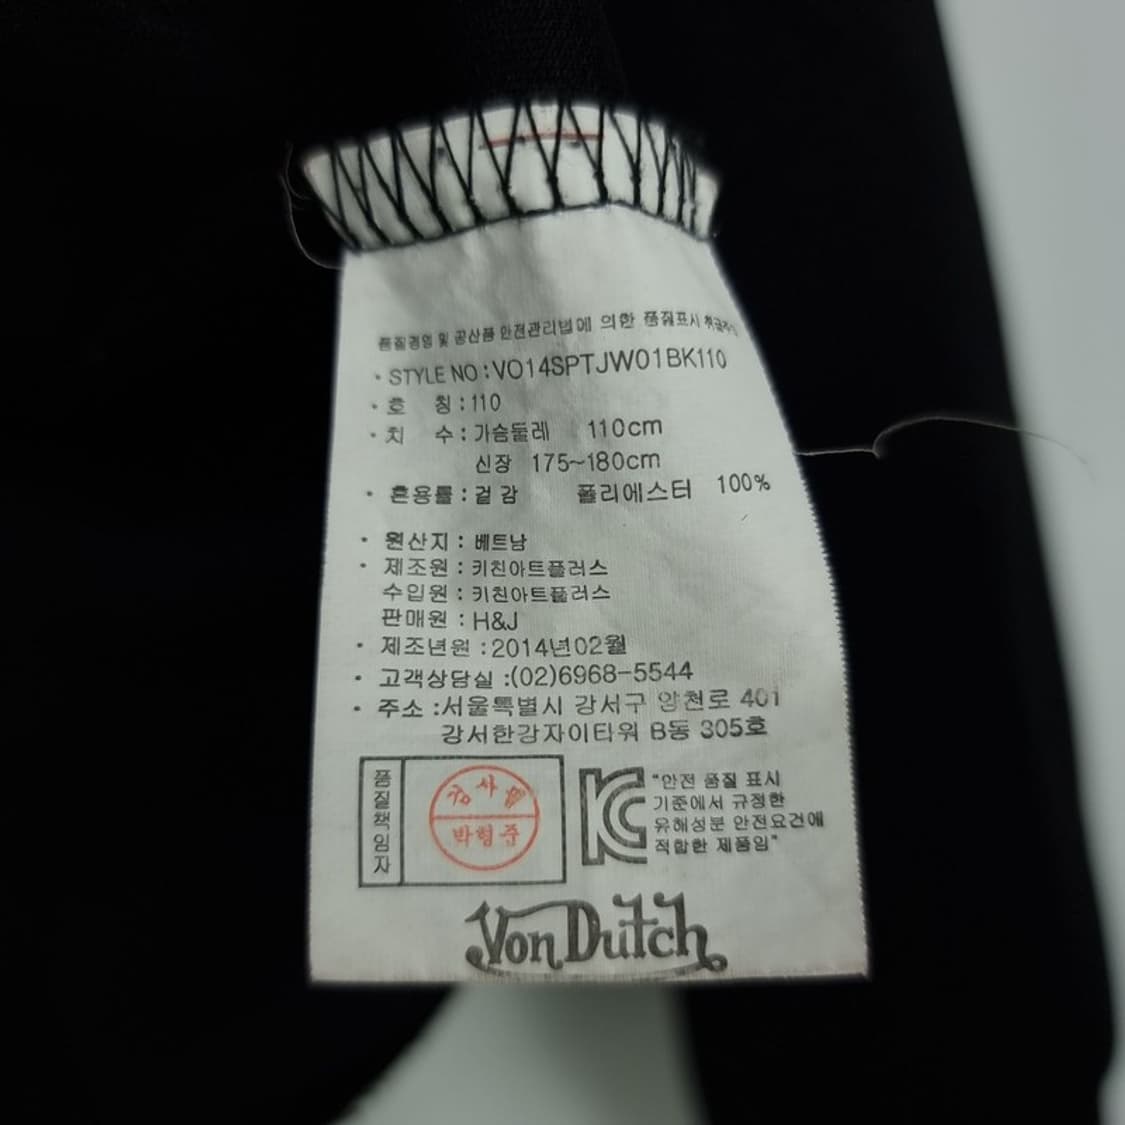 품질경영 및 공산품 안전관리법에 의한 품질표시
· STYLE NO : VO14SPTJW01BK110
· 호 칭 : 110
· 치 수 : 가슴둘레 110cm
신장 175~180cm
· 혼용률 : 겉감 폴리에스터 100%
· 원산지 : 베트남
· 제조원 : 키친아트플러스
수입원 : 키친아트플러스
판매원 : H&J
· 제조년원 : 2014년02월
· 고객상담실 :(02)6968-5544
· 주소 :서울특별시 강서구 양천로 401
강서한강자이타워 B동 305호
품질책임자
검사필
박형준
"안전 품질 표시
기준에서 규정한
유해성분 안전요건에
적합한 제품임"
Von Dutch